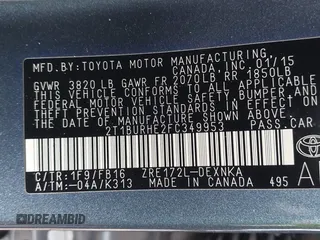 MFD.BY:TOYOTA MOTOR MANUFACTURING,
CANADA,INC. 01/15
GVWR 3820LB GAWR FR 2070LB RR 1850LB
THIS VEHICLE CONFORMS TO ALL APPLICABLE
FEDERAL MOTOR VEHICLE SAFETY, BUMPER, AND
THEFT PREVENTION STANDARDS IN EFFECT ON
THE DATE OF MANUFACTURE SHOWN ABOVE.
2T1BURHE2FC349953 PASS.CAR
C/TR:1F9/FB16 ZRE172L-DEXNKA
A/TM:-04A/K313 MADE IN CANADA 495
DREAMBID